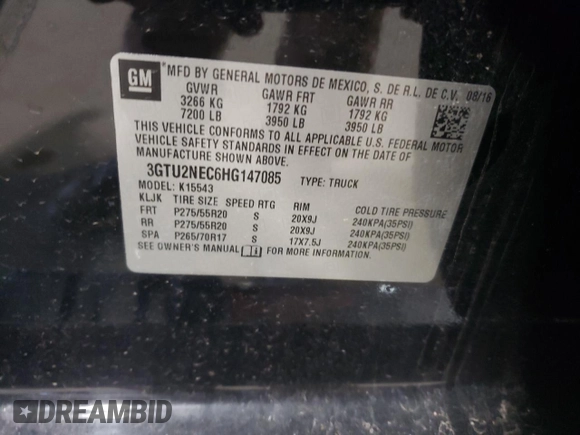 GM
*MFD BY GENERAL MOTORS DE MEXICO, S. DE R.L. DE C.V. 08/16
GVWR GAWR FRT GAWR RR
3266 KG 1792 KG 1792 KG
7200 LB 3950 LB 3950 LB
THIS VEHICLE CONFORMS TO ALL APPLICABLE U.S. FEDERAL MOTOR
VEHICLE SAFETY STANDARDS IN EFFECT ON THE DATE OF
MANUFACTURE SHOWN ABOVE.
3GTU2NEC6HG147085 TYPE: TRUCK
MODEL: K15543
KLJK TIRE SIZE SPEED RTG RIM COLD TIRE PRESSURE
FRT P275/55R20 S 20X9J 240KPA(35PSI)
RR P275/55R20 S 20X9J 240KPA(35PSI)
SPA P265/70R17 S 17X7.5J 240KPA(35PSI)
SEE OWNER'S MANUAL FOR MORE INFORMATION.
DREAMBID